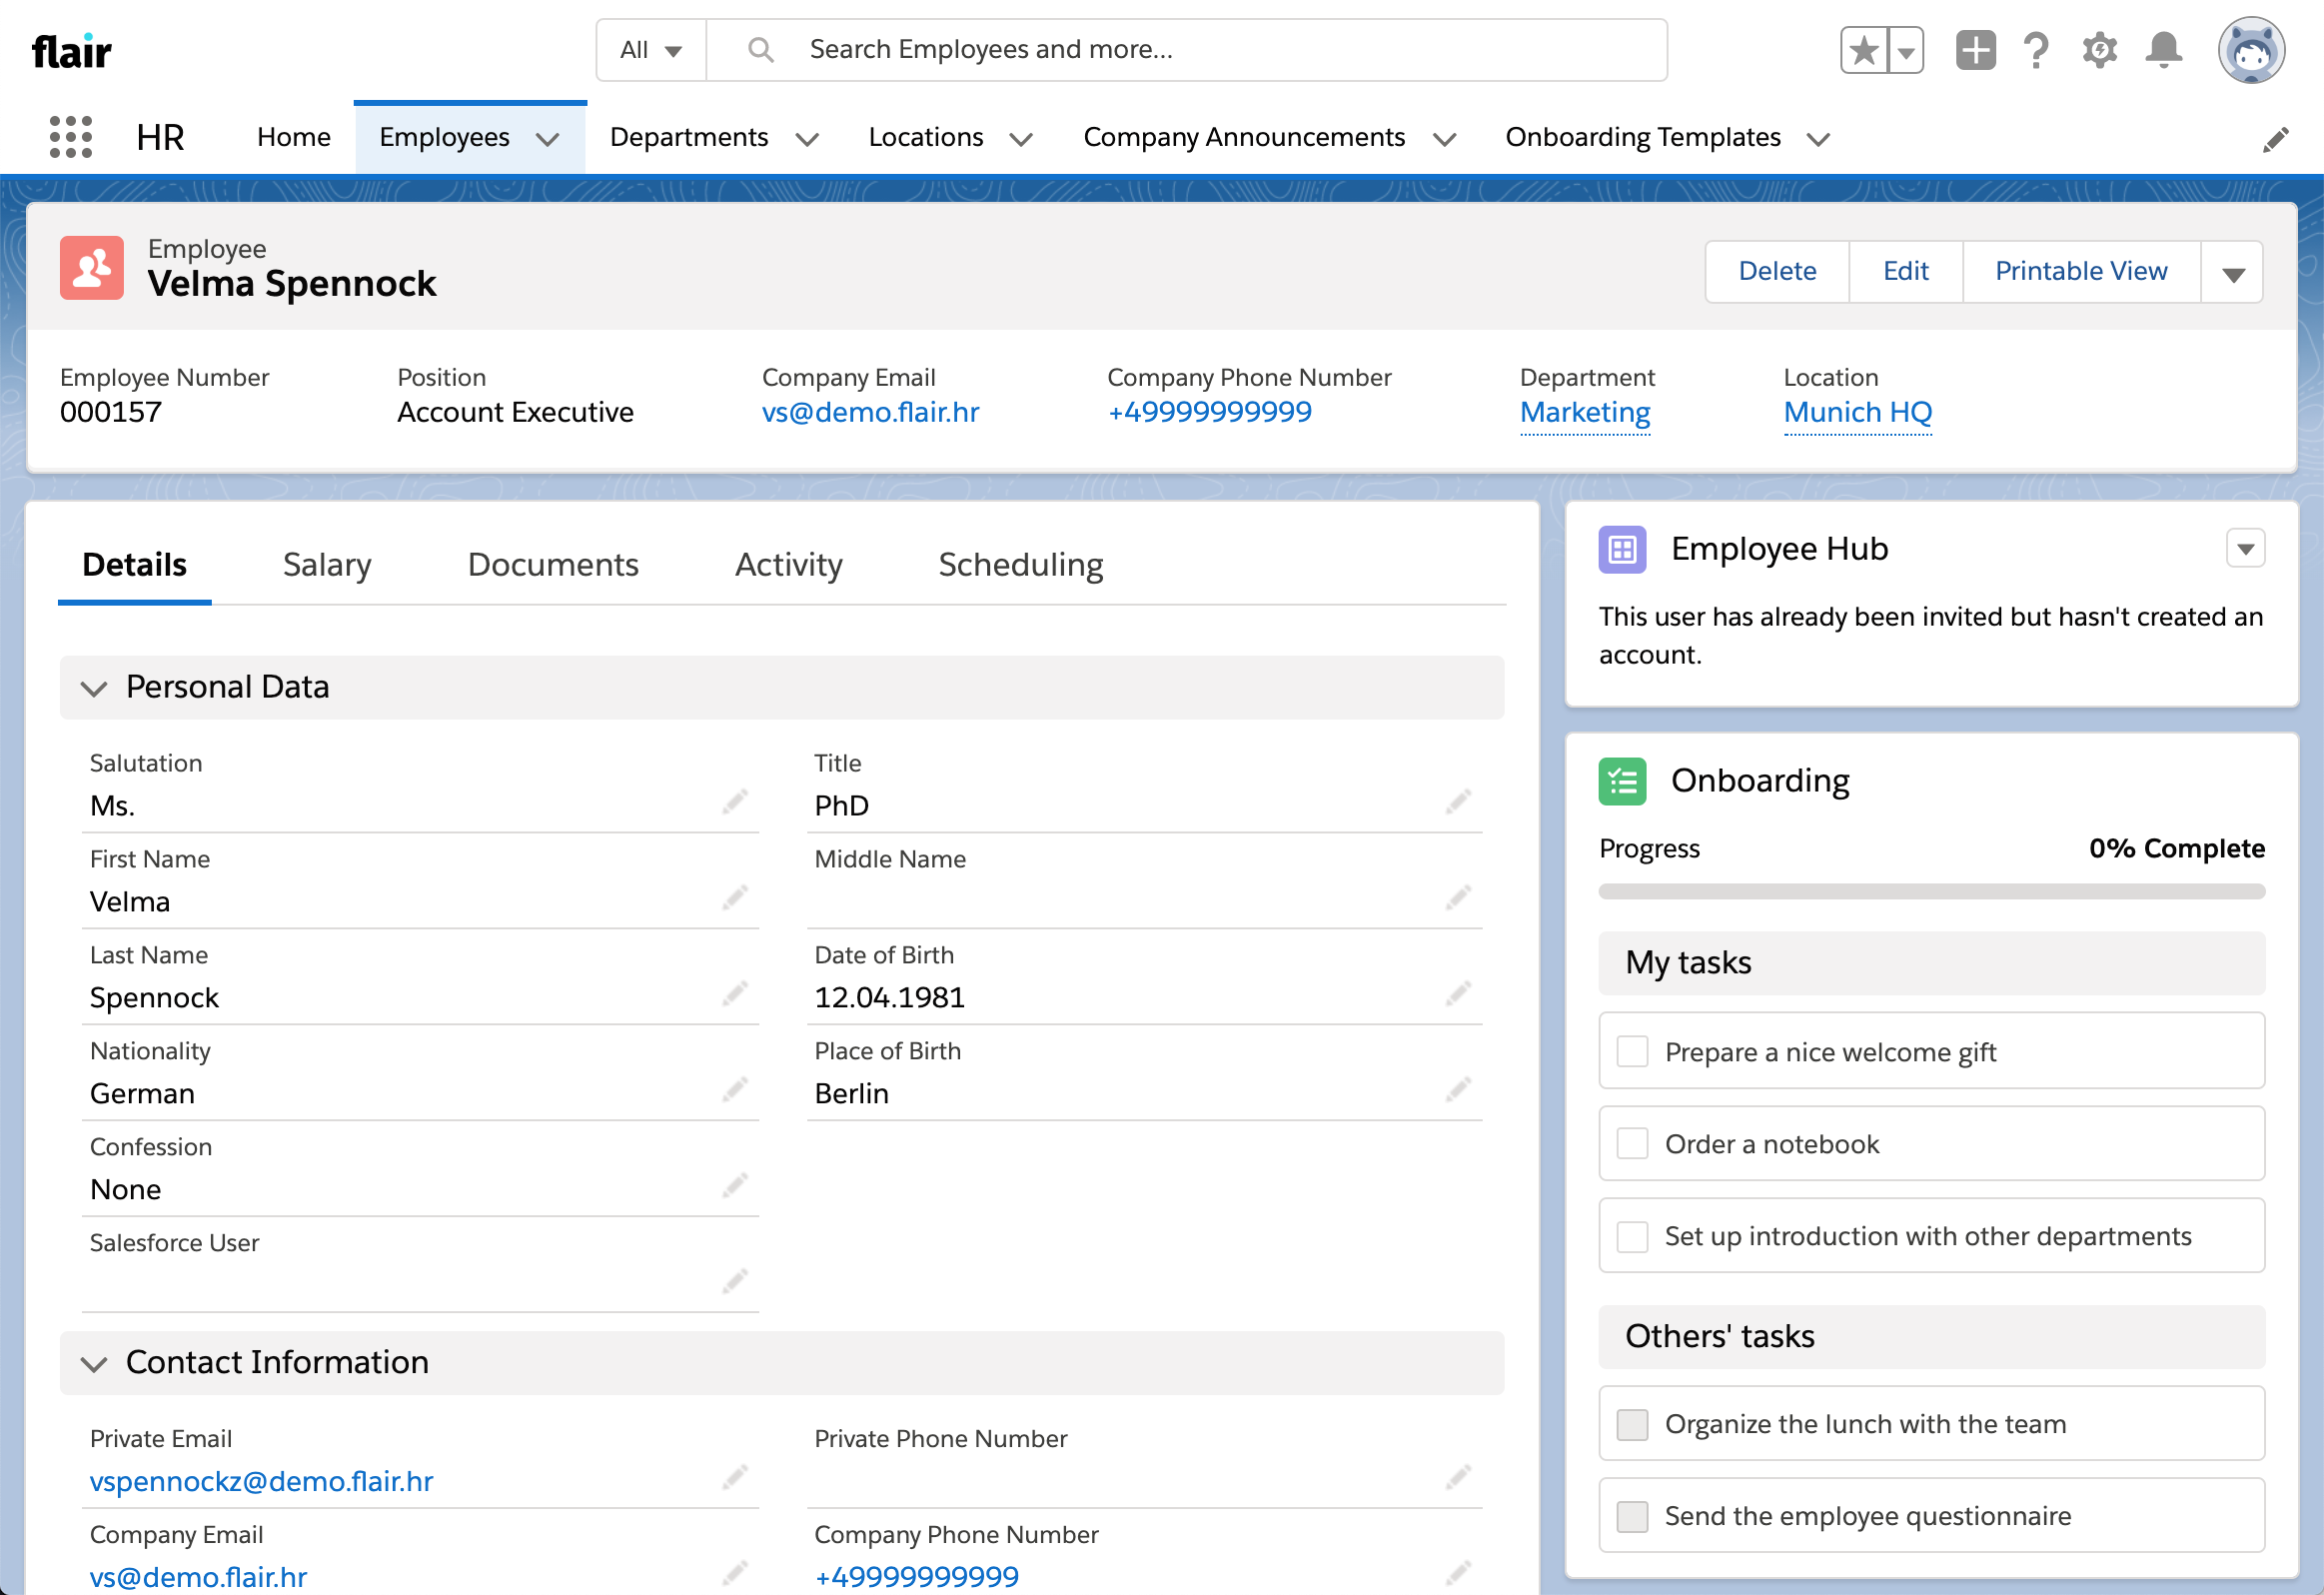 flair
All
Search Employees and more...
HR
Home
Employees
Departments
Locations
Company Announcements
Onboarding Templates
Employee
Velma Spennock
Delete
Edit
Printable View
Employee Number
000157
Position
Account Executive
Company Email
vs@demo.flair.hr
Company Phone Number
+49999999999
Department
Marketing
Location
Munich HQ
Details
Salary
Documents
Activity
Scheduling
Personal Data
Salutation
Ms.
Title
PhD
First Name
Velma
Middle Name
Last Name
Spennock
Date of Birth
12.04.1981
Nationality
German
Place of Birth
Berlin
Confession
None
Salesforce User
Contact Information
Private Email
vspennockz@demo.flair.hr
Private Phone Number
Company Email
vs@demo.flair.hr
Company Phone Number
+49999999999
Employee Hub
This user has already been invited but hasn't created an
account.
Onboarding
Progress
0% Complete
My tasks
Prepare a nice welcome gift
Order a notebook
Set up introduction with other departments
Others' tasks
Organize the lunch with the team
Send the employee questionnaire